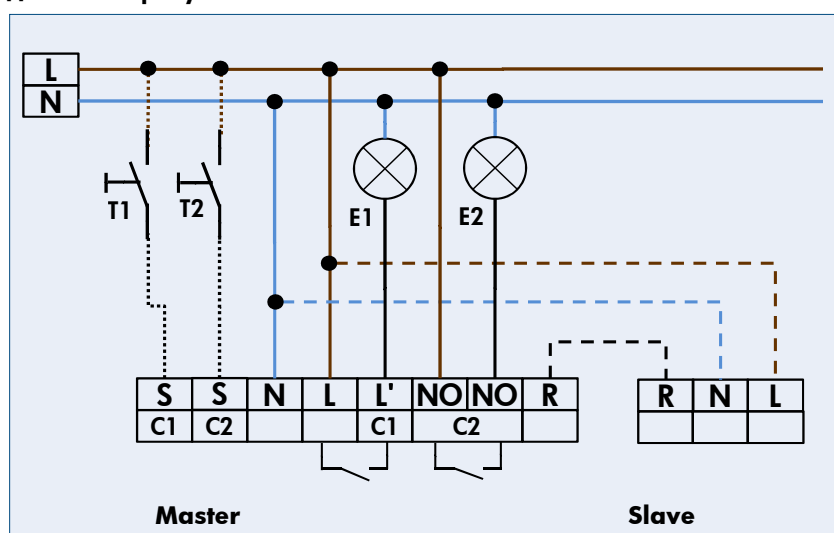 L
N
T1 T2 E1 E2
S S N L L' NO NO R
C1 C2 C1 C2
R N L
Master Slave